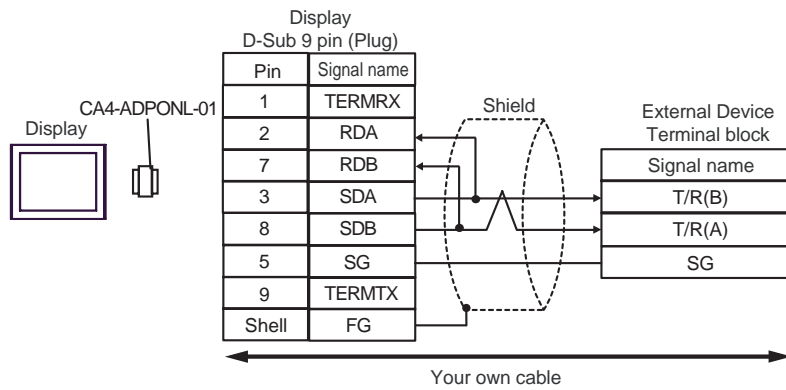 Display
D-Sub 9 pin (Plug)
Pin Signal name
1 TERMRX
2 RDA
7 RDB
3 SDA
8 SDB
5 SG
9 TERMTX
Shell FG
CA4-ADPONL-01
Display
Shield
External Device
Terminal block
Signal name
T/R(B)
T/R(A)
SG
Your own cable